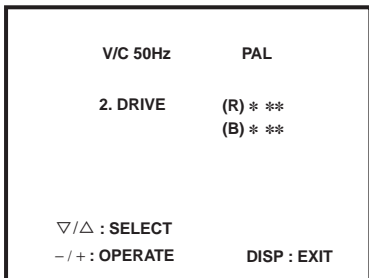 V/C 50Hz PAL
2. DRIVE (R) * **
(B) * **
▽/△ : SELECT
– / + : OPERATE DISP : EXIT